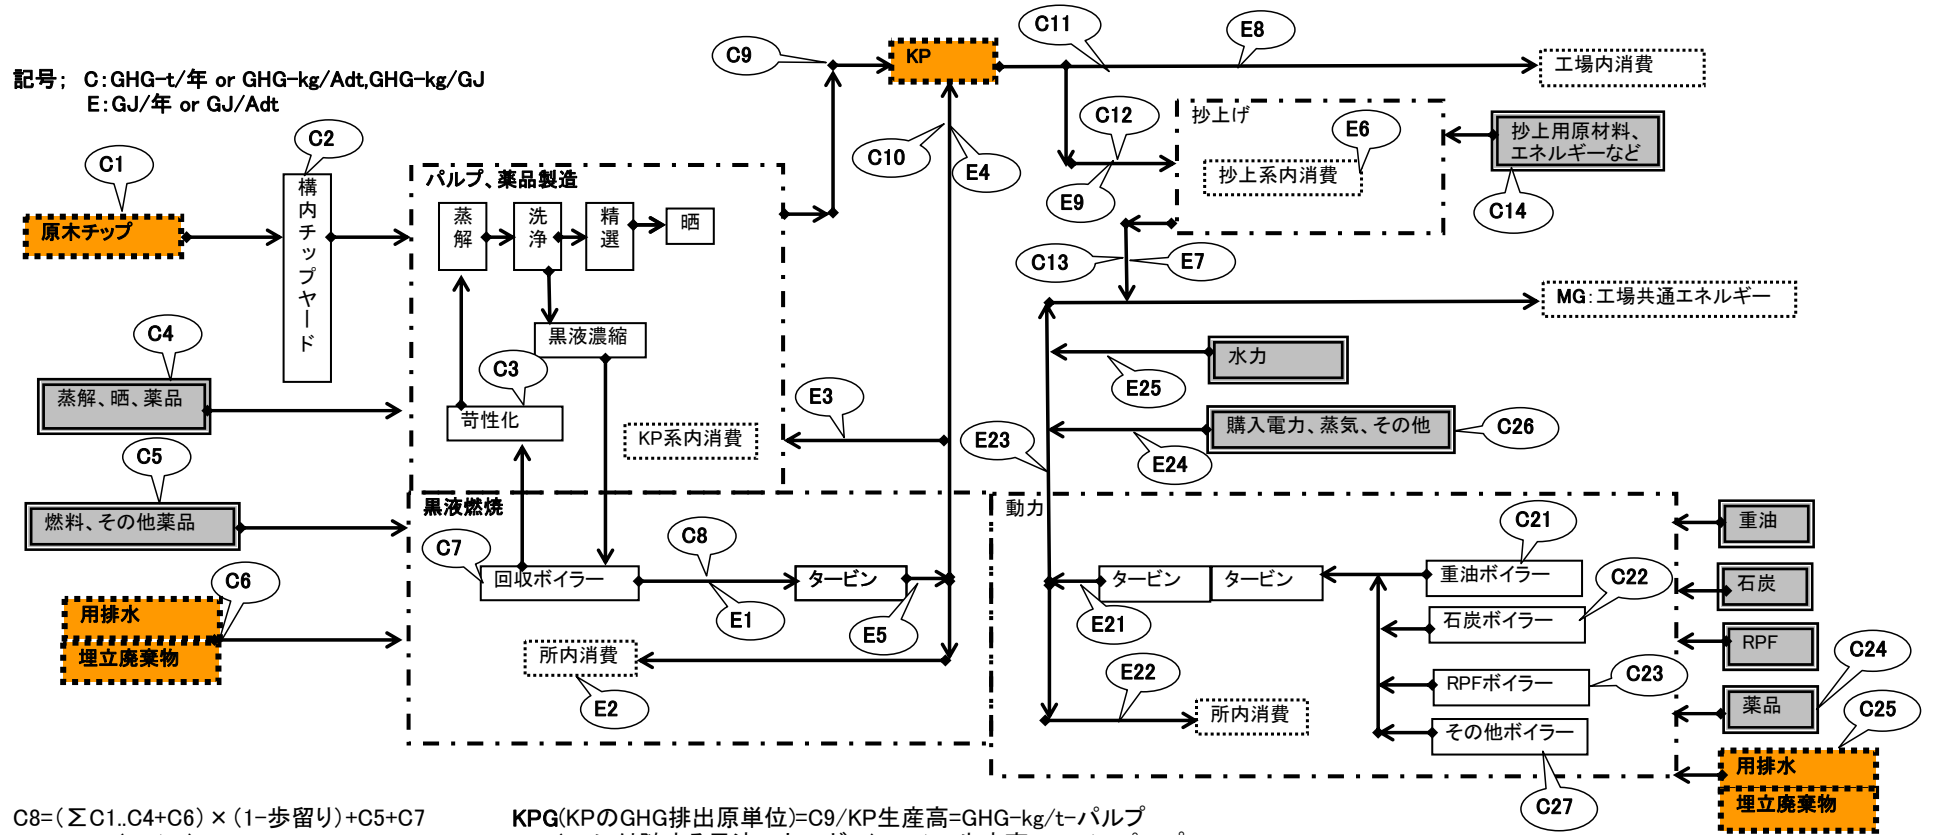 記号； C：GHG-t/年 or GHG-kg/Adt,GHG-kg/GJ
E：GJ/年 or GJ/Adt
C1
原木チップ
C2
構内チップヤード
C4
蒸解、晒、薬品
C5
燃料、その他薬品
C6
用排水
埋立廃棄物
パルプ、薬品製造
蒸解
洗浄
精選
晒
黒液濃縮
C3
苛性化
KP系内消費
E3
黒液燃焼
C7
回収ボイラー
C8
E1
タービン
E5
所内消費
E2
C9
KP
C10
E4
C11
E8
工場内消費
C12
E9
抄上げ
E6
抄上系内消費
抄上用原材料、
エネルギーなど
C14
C13
E7
MG：工場共通エネルギー
水力
E25
購入電力、蒸気、その他
C26
E24
E23
動力
タービン
タービン
E21
E22
所内消費
C21
重油ボイラー
C22
石炭ボイラー
RPFボイラー
C23
その他ボイラー
C27
重油
石炭
RPF
薬品
C24
C25
用排水
埋立廃棄物
C8=(∑C1..C4+C6)×(1-歩留り)+C5+C7
KPG(KPのGHG排出原単位)=C9/KP生産高=GHG-kg/t-パルプ